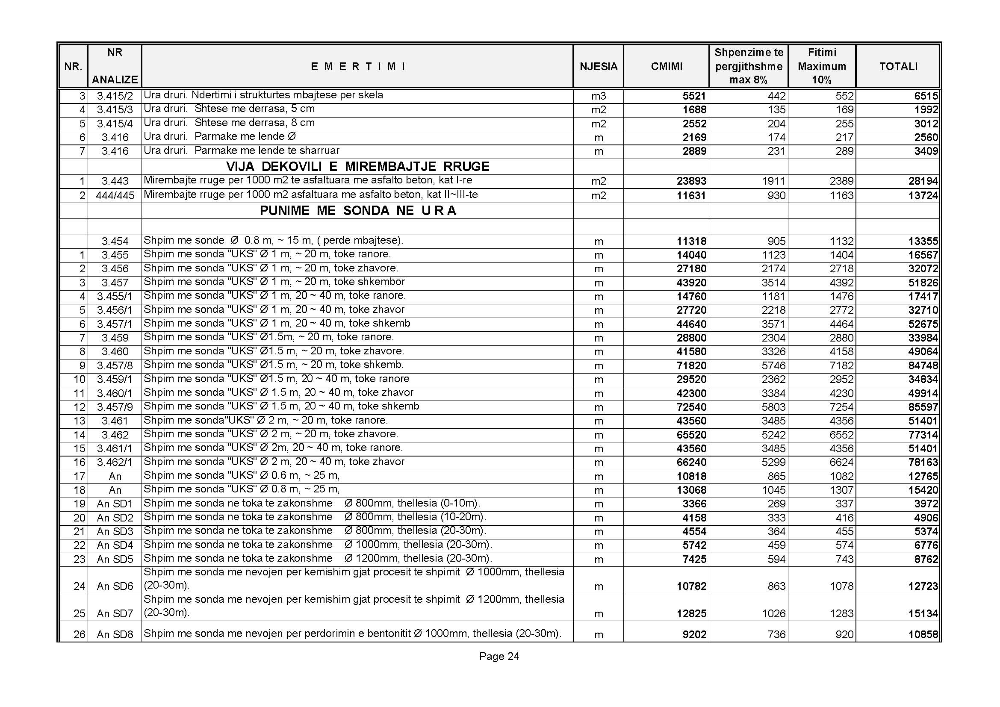 NR. NR ANALIZE E M E R T I M I NJESIA CMIMI Shpenzime te pergjithshme max 8% Fitimi Maximum 10% TOTALI
3 3.415/2 Ura druri. Ndertimi i strukturtes mbajtese per skela m3 5521 442 552 6515
4 3.415/3 Ura druri. Shtese me derrasa, 5 cm m2 1688 135 169 1992
5 3.415/4 Ura druri. Shtese me derrasa, 8 cm m2 2552 204 255 3012
6 3.416 Ura druri. Parmake me lende Ø m 2169 174 217 2560
7 3.416 Ura druri. Parmake me lende te sharruar m 2889 231 289 3409
VIJA DEKOVILI E MIREMBAJTJE RRUGE
1 3.443 Mirembajte rruge per 1000 m2 te asfaltuara me asfalto beton, kat I-re m2 23893 1911 2389 28194
2 444/445 Mirembajte rruge per 1000 m2 asfaltuara me asfalto beton, kat II~III-te m2 11631 930 1163 13724
PUNIME ME SONDA NE U R A
3.454 Shpim me sonde Ø 0.8 m, ~ 15 m, ( perde mbajtese). m 11318 905 1132 13355
1 3.455 Shpim me sonda "UKS" Ø 1 m, ~ 20 m, toke ranore. m 14040 1123 1404 16567
2 3.456 Shpim me sonda "UKS" Ø 1 m, ~ 20 m, toke zhavore. m 27180 2174 2718 32072
3 3.457 Shpim me sonda "UKS" Ø 1 m, ~ 20 m, toke shkembor m 43920 3514 4392 51826
4 3.455/1 Shpim me sonda "UKS" Ø 1 m, 20 ~ 40 m, toke ranore. m 14760 1181 1476 17417
5 3.456/1 Shpim me sonda "UKS" Ø 1 m, 20 ~ 40 m, toke zhavor m 27720 2218 2772 32710
6 3.457/1 Shpim me sonda "UKS" Ø 1 m, 20 ~ 40 m, toke shkemb m 44640 3571 4464 52675
7 3.459 Shpim me sonda "UKS" Ø1.5m, ~ 20 m, toke ranore. m 28800 2304 2880 33984
8 3.460 Shpim me sonda "UKS" Ø1.5 m, ~ 20 m, toke zhavore. m 41580 3326 4158 49064
9 3.457/8 Shpim me sonda "UKS" Ø1.5 m, ~ 20 m, toke shkemb. m 71820 5746 7182 84748
10 3.459/1 Shpim me sonda "UKS" Ø1.5 m, 20 ~ 40 m, toke ranore m 29520 2362 2952 34834
11 3.460/1 Shpim me sonda "UKS" Ø 1.5 m, 20 ~ 40 m, toke zhavor m 42300 3384 4230 49914
12 3.457/9 Shpim me sonda "UKS" Ø 1.5 m, 20 ~ 40 m, toke shkemb m 72540 5803 7254 85597
13 3.461 Shpim me sonda"UKS" Ø 2 m, ~ 20 m, toke ranore. m 43560 3485 4356 51401
14 3.462 Shpim me sonda "UKS" Ø 2 m, ~ 20 m, toke zhavore. m 65520 5242 6552 77314
15 3.461/1 Shpim me sonda "UKS" Ø 2m, 20 ~ 40 m, toke ranore. m 43560 3485 4356 51401
16 3.462/1 Shpim me sonda "UKS" Ø 2 m, 20 ~ 40 m, toke zhavor m 66240 5299 6624 78163
17 An Shpim me sonda "UKS" Ø 0.6 m, ~ 25 m, m 10818 865 1082 12765
18 An Shpim me sonda "UKS" Ø 0.8 m, ~ 25 m, m 13068 1045 1307 15420
19 An SD1 Shpim me sonda ne toka te zakonshme Ø 800mm, thellesia (0-10m). m 3366 269 337 3972
20 An SD2 Shpim me sonda ne toka te zakonshme Ø 800mm, thellesia (10-20m). m 4158 333 416 4906
21 An SD3 Shpim me sonda ne toka te zakonshme Ø 800mm, thellesia (20-30m). m 4554 364 455 5374
22 An SD4 Shpim me sonda ne toka te zakonshme Ø 1000mm, thellesia (20-30m). m 5742 459 574 6776
23 An SD5 Shpim me sonda ne toka te zakonshme Ø 1200mm, thellesia (20-30m). m 7425 594 743 8762
Shpim me sonda me nevojen per kemishim gjat procesit te shpimit Ø 1000mm, thellesia
24 An SD6 (20-30m). m 10782 863 1078 12723
Shpim me sonda me nevojen per kemishim gjat procesit te shpimit Ø 1200mm, thellesia
25 An SD7 (20-30m). m 12825 1026 1283 15134
26 An SD8 Shpim me sonda me nevojen per perdorimin e bentonitit Ø 1000mm, thellesia (20-30m). m 9202 736 920 10858
Page 24